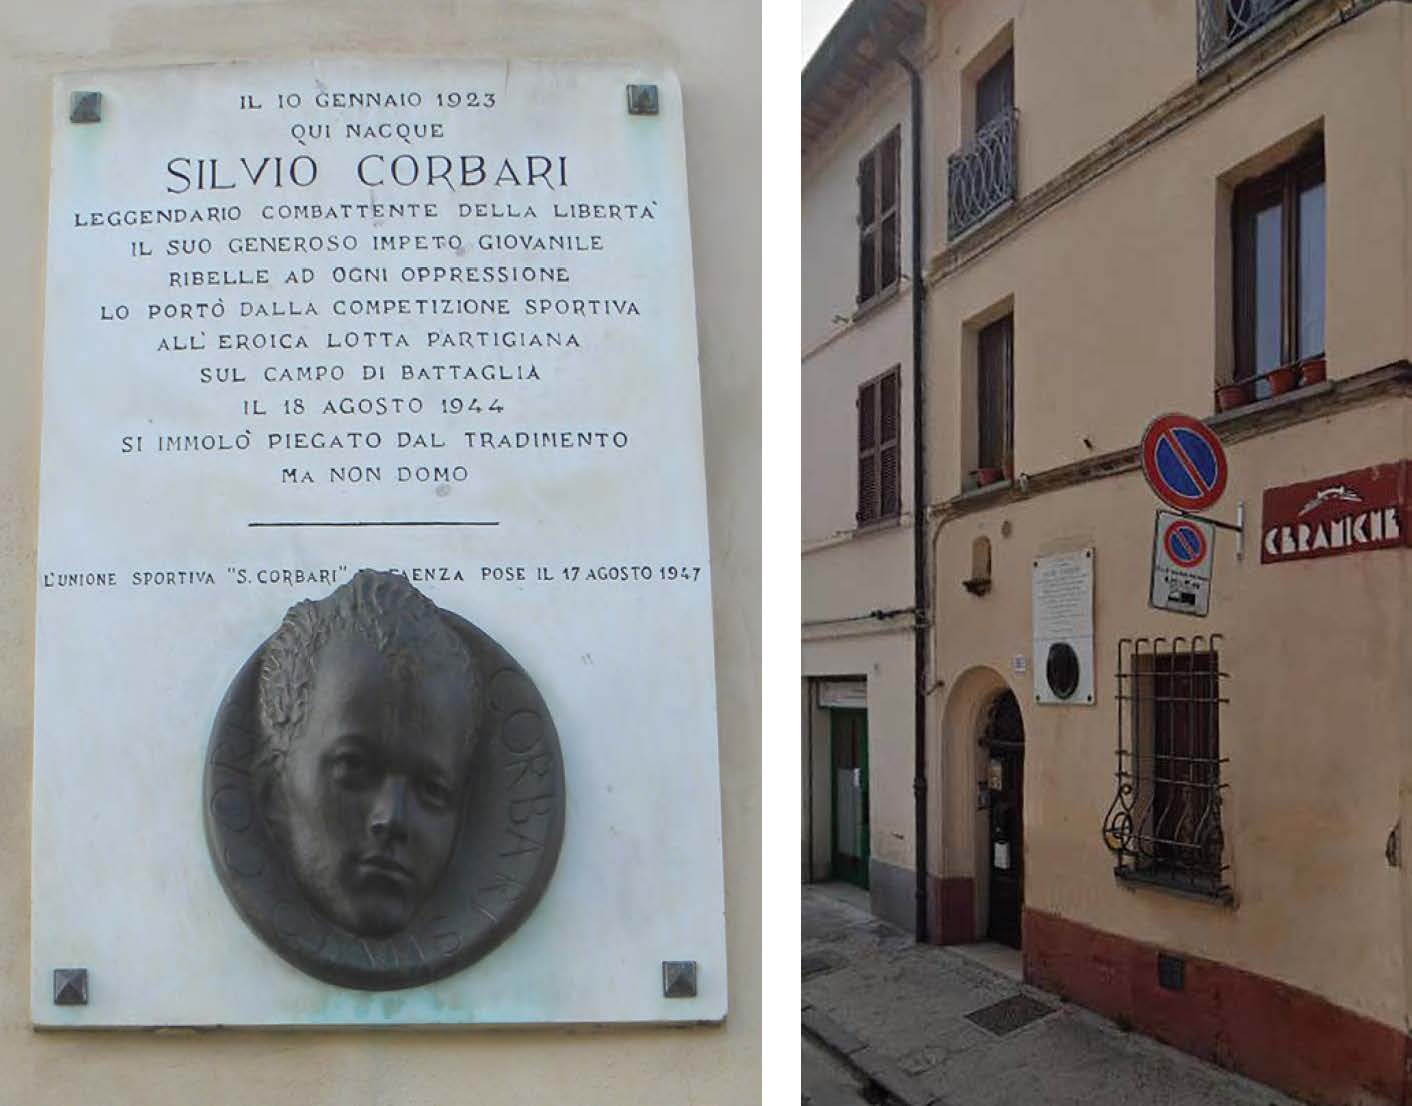 IL 10 GENNAIO 1923
QUI NACQUE
SILVIO CORBARI
LEGGENDARIO COMBATTENTE DELLA LIBERTA'
IL SUO GENEROSO IMPETO GIOVANILE
RIBELLE AD OGNI OPPRESSIONE
LO PORTÒ DALLA COMPETIZIONE SPORTIVA
ALL'EROICA LOTTA PARTIGIANA
SUL CAMPO DI BATTAGLIA
IL 18 AGOSTO 1944
SI IMMOLÒ PIEGATO DAL TRADIMENTO
MA NON DOMO
L'UNIONE SPORTIVA "S. CORBARI" FAENZA POSE IL 17 AGOSTO 1947
CORBARI
CERAMICHE